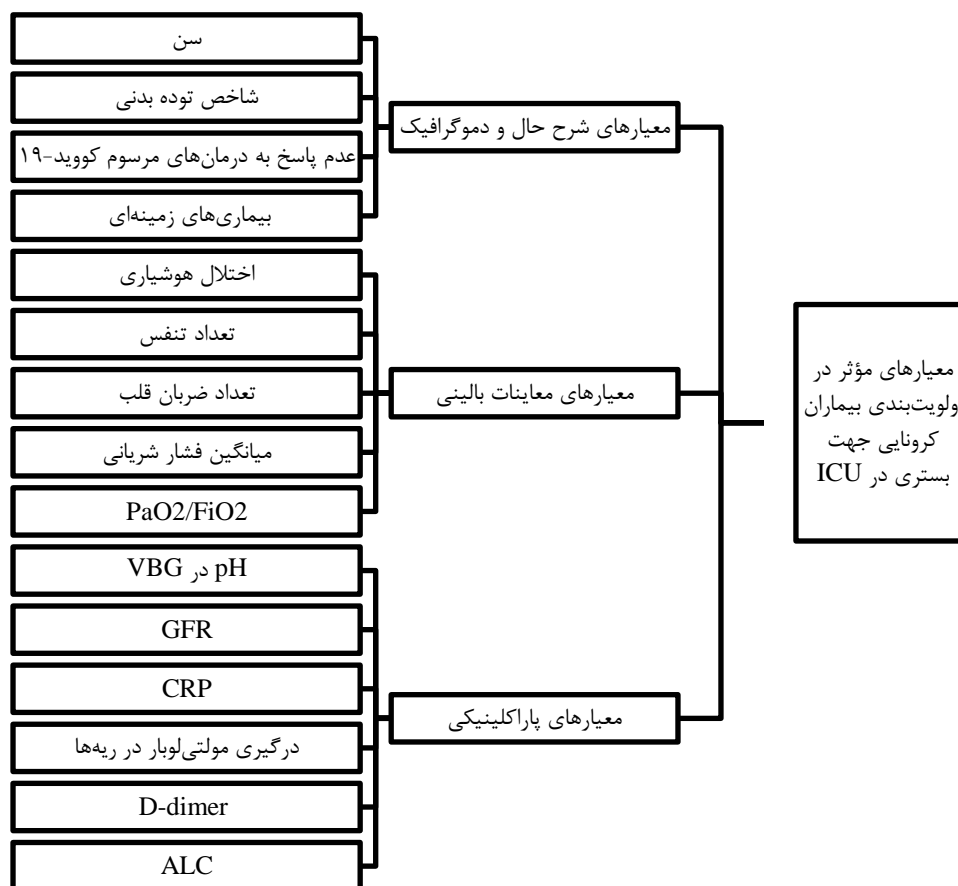 معیارهای مؤثر در
ولویت‌بندی بیماران
کرونایی جهت
بستری در ICU
معیارهای شرح حال و دموگرافیک
سن
شاخص توده بدنی
عدم پاسخ به درمان‌های مرسوم کووید-۱۹
بیماری‌های زمینه‌ای
معیارهای معاینات بالینی
اختلال هوشیاری
تعداد تنفس
تعداد ضربان قلب
میانگین فشار شریانی
PaO2/FiO2
معیارهای پاراکلینیکی
pH در VBG
GFR
CRP
درگیری مولتی‌لوبار در ریه‌ها
D-dimer
ALC